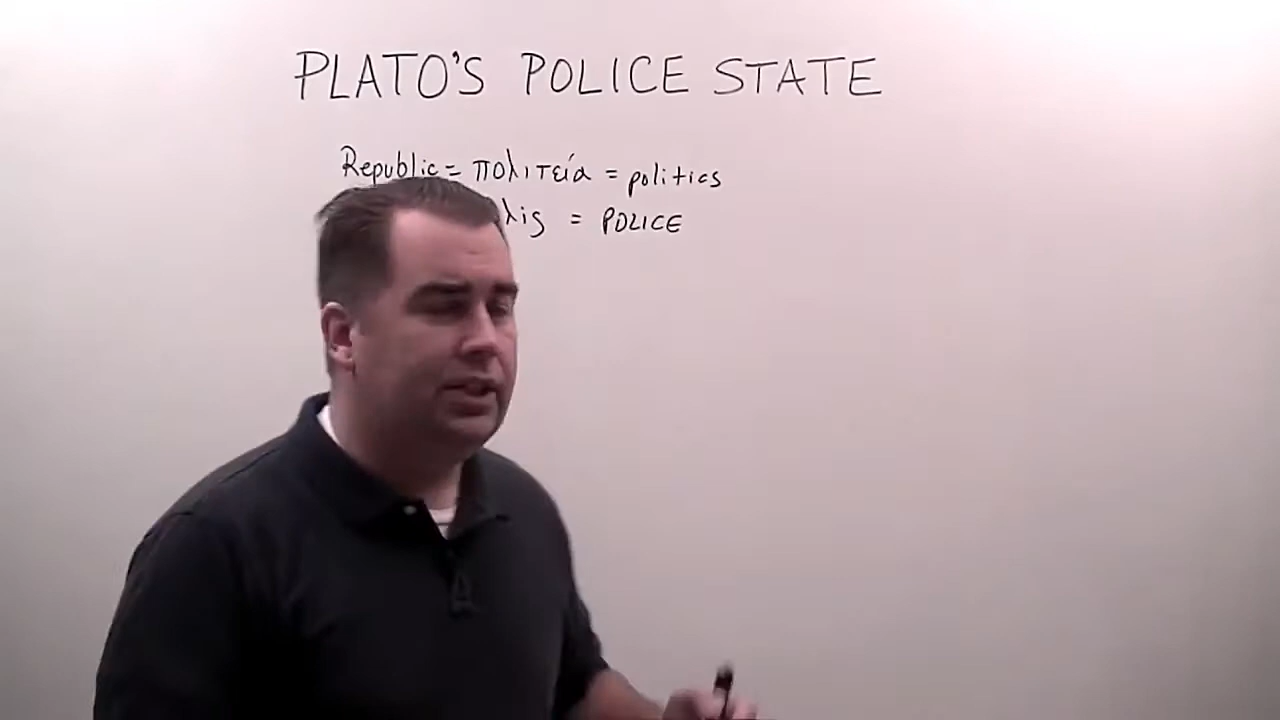 PLATO'S POLICE STATE
Republic = πολιτεία = politics
λις = POLICE